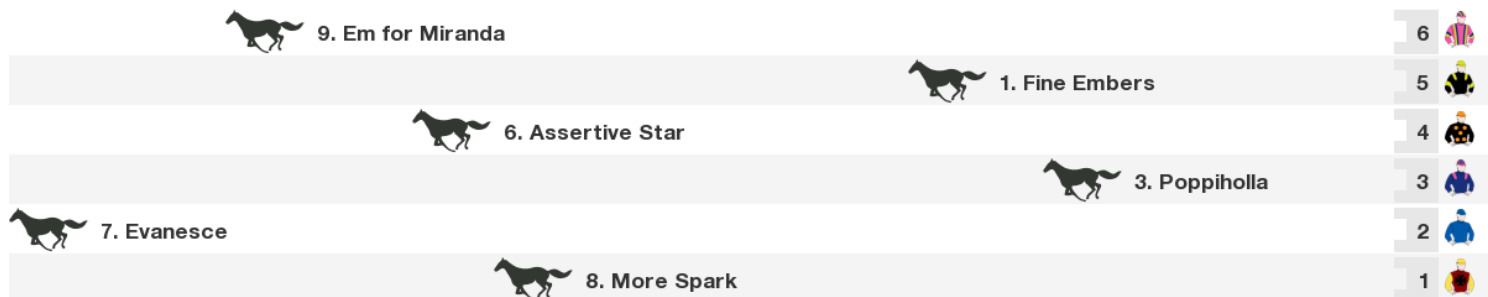 9. Em for Miranda 6
1. Fine Embers 5
6. Assertive Star 4
3. Poppiholla 3
7. Evanesce 2
8. More Spark 1